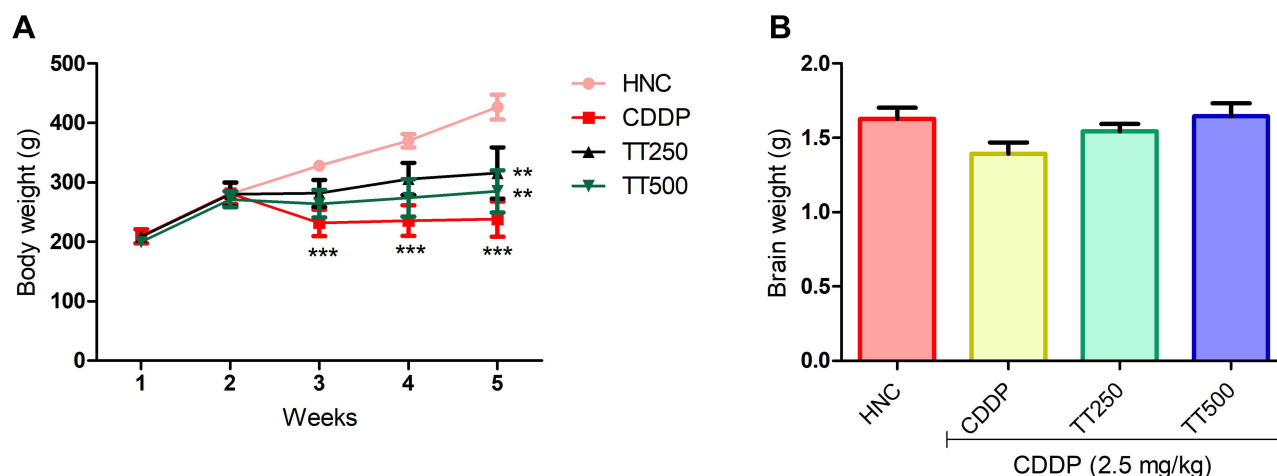 A
Body weight (g)
500
400
300
200
100
0
1 2 3 4 5
Weeks
*** *** ***
**
**
HNC
CDDP
TT250
TT500
B
Brain weight (g)
2.0
1.5
1.0
0.5
0.0
HNC CDDP TT250 TT500
CDDP (2.5 mg/kg)